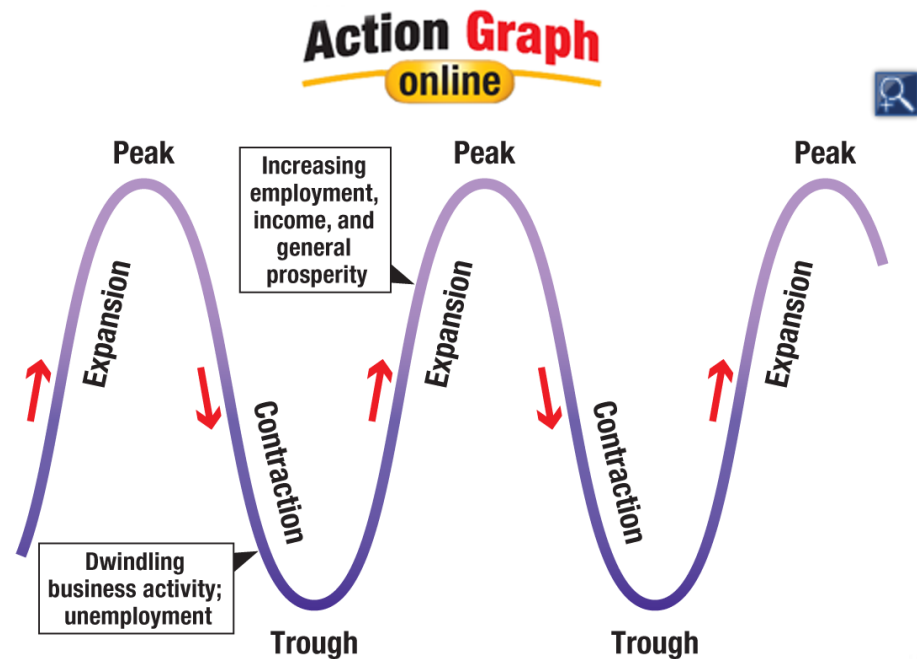 Action Graph
online
Peak
Peak
Peak
Increasing
employment,
income, and
general
prosperity
Expansion
Expansion
Expansion
Contraction
Contraction
Dwindling
business activity;
unemployment
Trough
Trough